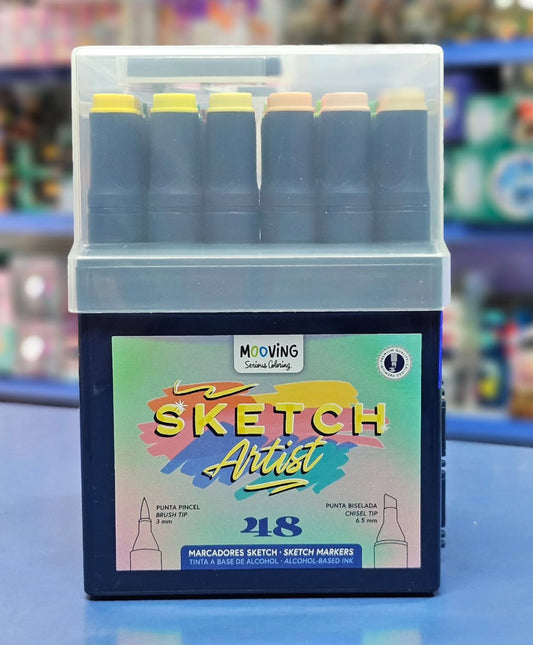 MOOVING
Serious Coloring.
SKETCH
Artist
PUNTA PINCEL
BRUSH TIP
3 mm
PUNTA BISELADA
CHISEL TIP
6.5 mm
48
MARCADORES SKETCH · SKETCH MARKERS
TINTA A BASE DE ALCOHOL · ALCOHOL-BASED INK